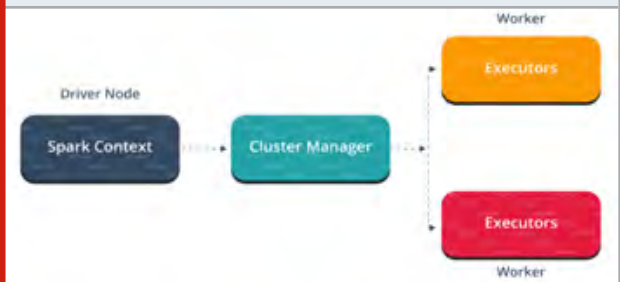 Worker
Executors
Driver Node
Spark Context
Cluster Manager
Executors
Worker